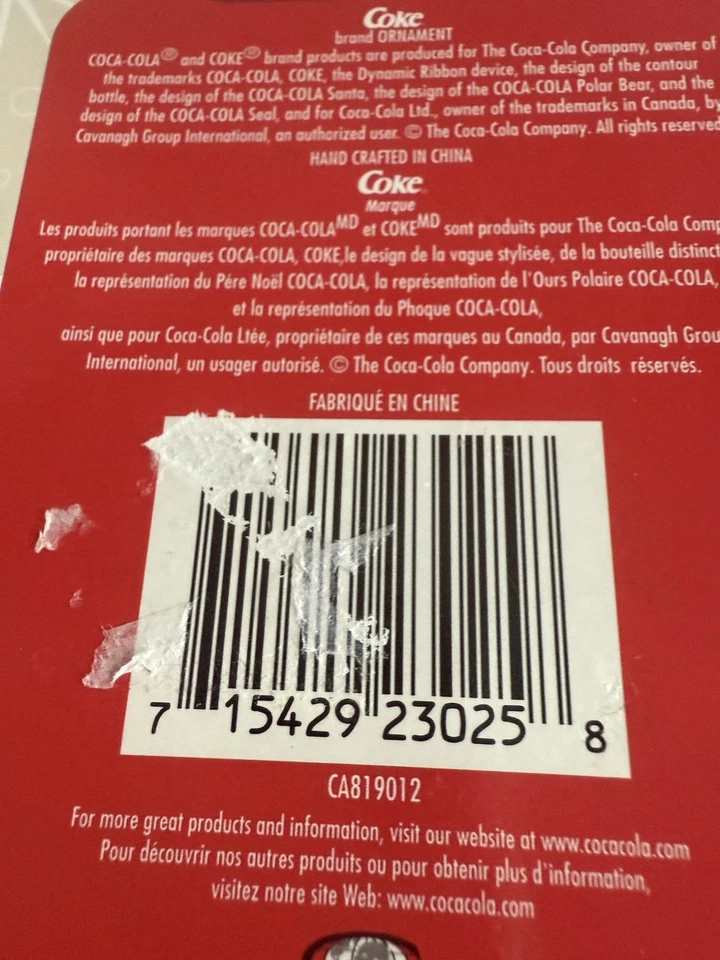 Coke
brand ORNAMENT
COCA-COLA® and COKE® brand products are produced for The Coca-Cola Company, owner of
the trademarks COCA-COLA, COKE, the Dynamic Ribbon device, the design of the contour
bottle, the design of the COCA-COLA Santa, the design of the COCA-COLA Polar Bear, and the
design of the COCA-COLA Seal, and for Coca-Cola Ltd., owner of the trademarks in Canada, by
Cavanagh Group International, an authorized user. © The Coca-Cola Company. All rights reserved
HAND CRAFTED IN CHINA
Coke
Marque
Les produits portant les marques COCA-COLAMD et COKEMD sont produits pour The Coca-Cola Comp
propriétaire des marques COCA-COLA, COKE,le design de la vague stylisée, de la bouteille distinct
la représentation du Pére Noël COCA-COLA, la représentation de l'Ours Polaire COCA-COLA,
et la représentation du Phoque COCA-COLA,
ainsi que pour Coca-Cola Ltée, propriétaire de ces marques au Canada, par Cavanagh Grou
International, un usager autorisé. © The Coca-Cola Company. Tous droits réservés.
FABRIQUÉ EN CHINE
7 15429 23025 8
CA819012
For more great products and information, visit our website at www.cocacola.com
Pour découvrir nos autres produits ou pour obtenir plus d'information,
visitez notre site Web: www.cocacola.com